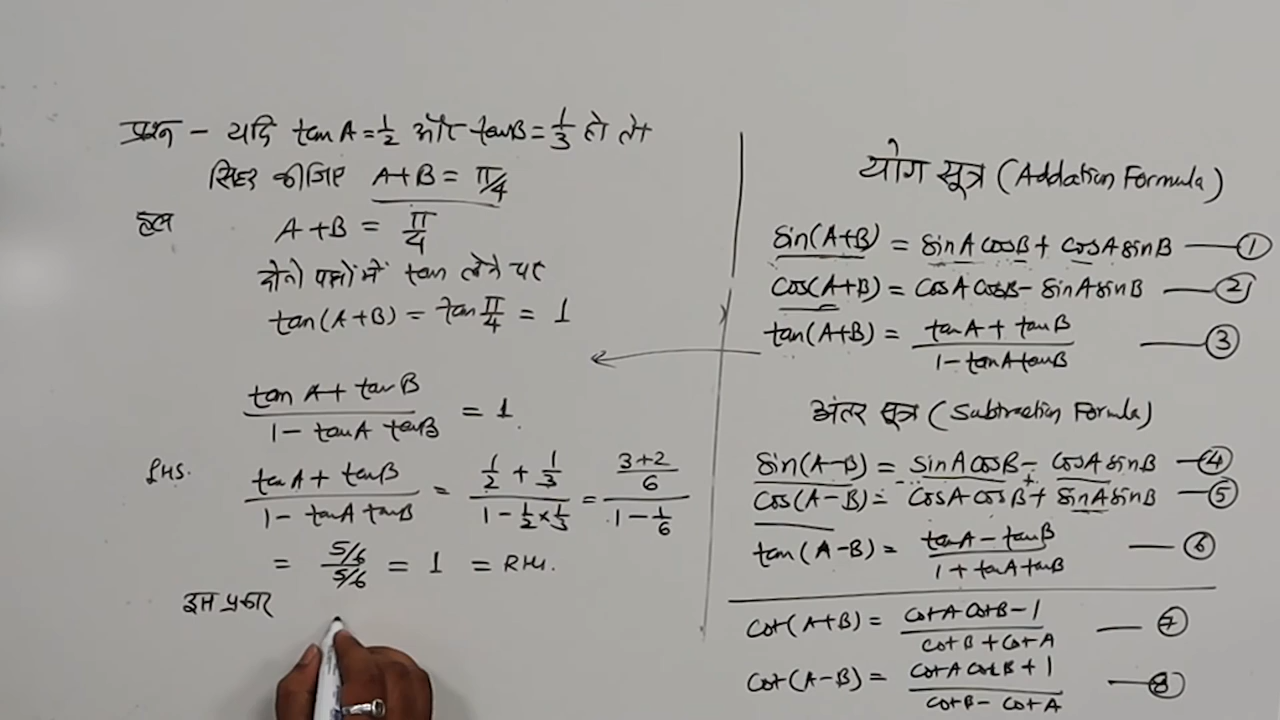 प्रश्न - यदि tan A = 1/2 और tan B = 1/3 हो तो
सिद्ध कीजिए A+B = π/4
हल A+B = π/4
दोनो पक्षों में tan लेने पर
tan(A+B) = tan π/4 = 1
(tan A + tan B)/(1 - tan A tan B) = 1
LHS. (tan A + tan B)/(1 - tan A tan B) = (1/2 + 1/3)/(1 - 1/2 × 1/3) = ((3+2)/6)/(1 - 1/6)
= (5/6)/(5/6) = 1 = RHS.
इस प्रकार
योग सूत्र (Addation Formula)
sin(A+B) = sin A cos B + cos A sin B — ①
cos(A+B) = cos A cos B - sin A sin B — ②
tan(A+B) = (tan A + tan B)/(1 - tan A tan B) — ③
अंतर सूत्र (Subtraction Formula)
sin(A-B) = sin A cos B - cos A sin B — ④
cos(A-B) = cos A cos B + sin A sin B — ⑤
tan(A-B) = (tan A - tan B)/(1 + tan A tan B) — ⑥
cot(A+B) = (cot A cot B - 1)/(cot B + cot A) — ⑦
cot(A-B) = (cot A cot B + 1)/(cot B - cot A) — ⑧